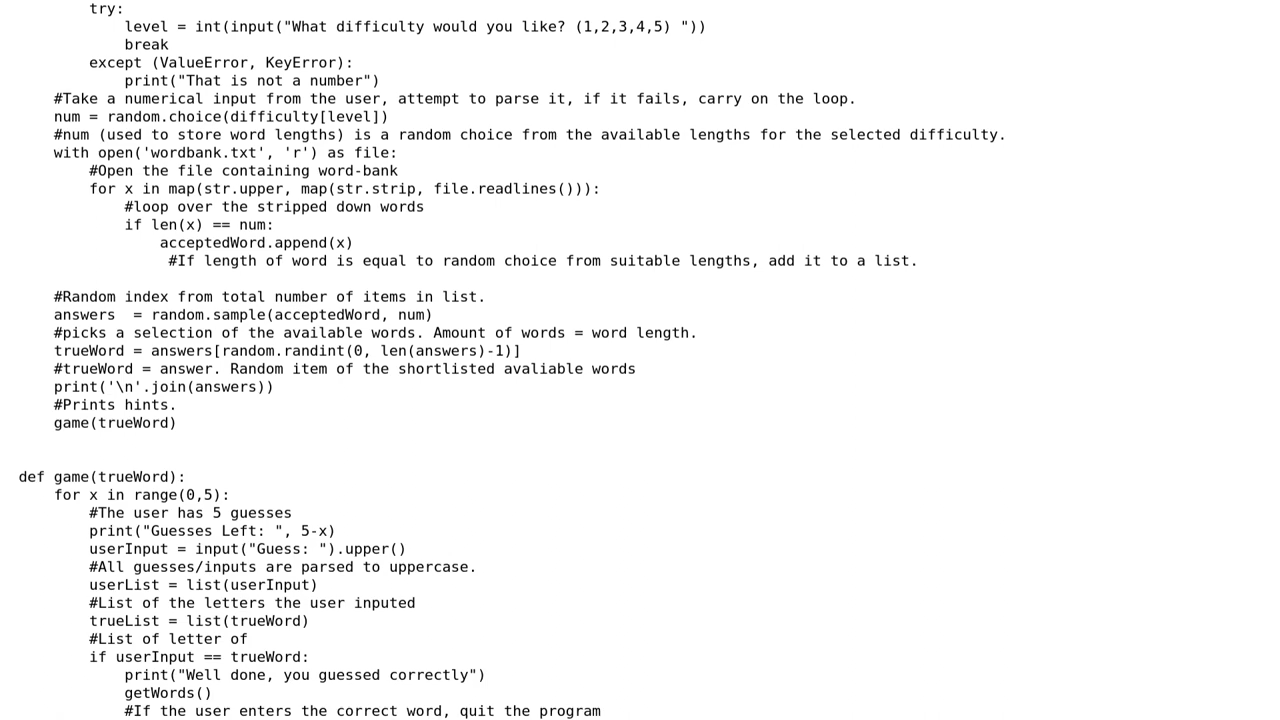 try:
            level = int(input("What difficulty would you like? (1,2,3,4,5) "))
            break
        except (ValueError, KeyError):
            print("That is not a number")
    #Take a numerical input from the user, attempt to parse it, if it fails, carry on the loop.
    num = random.choice(difficulty[level])
    #num (used to store word lengths) is a random choice from the available lengths for the selected difficulty.
    with open('wordbank.txt', 'r') as file:
        #Open the file containing word-bank
        for x in map(str.upper, map(str.strip, file.readlines())):
            #loop over the stripped down words
            if len(x) == num:
                acceptedWord.append(x)
                 #If length of word is equal to random choice from suitable lengths, add it to a list.

    #Random index from total number of items in list.
    answers  = random.sample(acceptedWord, num)
    #picks a selection of the available words. Amount of words = word length.
    trueWord = answers[random.randint(0, len(answers)-1)]
    #trueWord = answer. Random item of the shortlisted avaliable words
    print('\n'.join(answers))
    #Prints hints.
    game(trueWord)


def game(trueWord):
    for x in range(0,5):
        #The user has 5 guesses
        print("Guesses Left: ", 5-x)
        userInput = input("Guess: ").upper()
        #All guesses/inputs are parsed to uppercase.
        userList = list(userInput)
        #List of the letters the user inputed
        trueList = list(trueWord)
        #List of letter of
        if userInput == trueWord:
            print("Well done, you guessed correctly")
            getWords()
            #If the user enters the correct word, quit the program